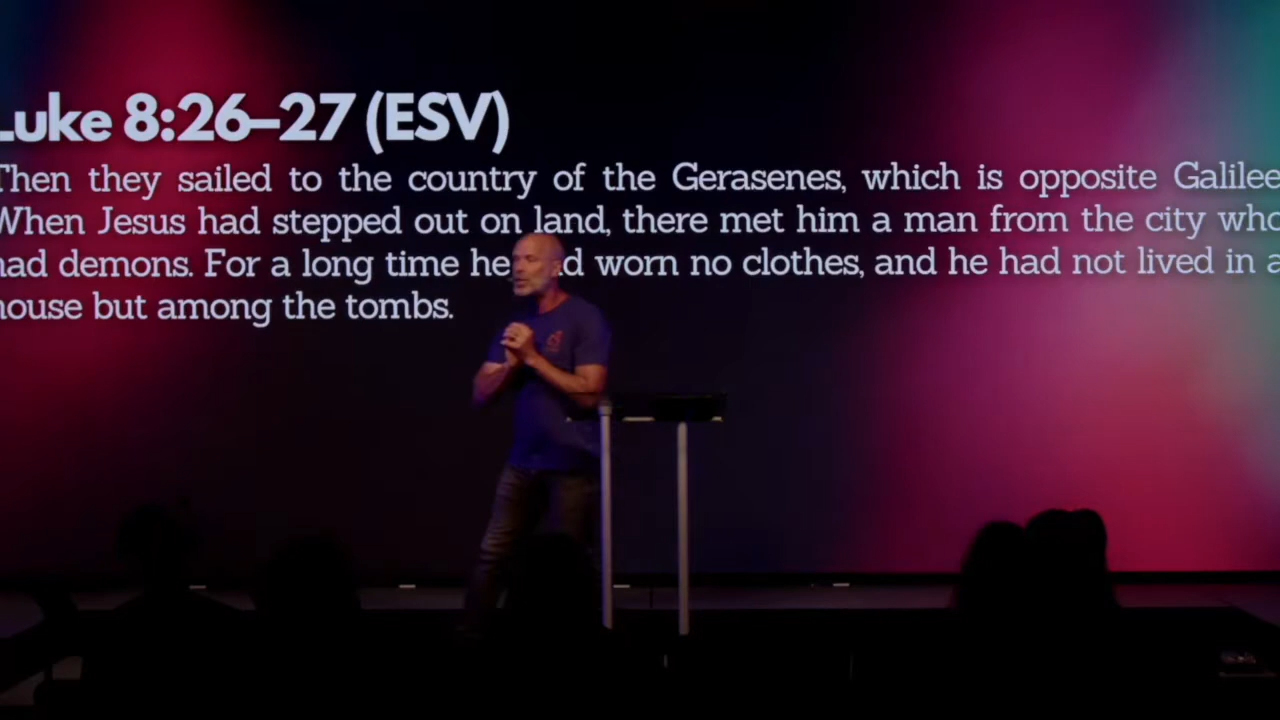 Luke 8:26–27 (ESV)
Then they sailed to the country of the Gerasenes, which is opposite Galilee
When Jesus had stepped out on land, there met him a man from the city who
had demons. For a long time he had worn no clothes, and he had not lived in a
house but among the tombs.